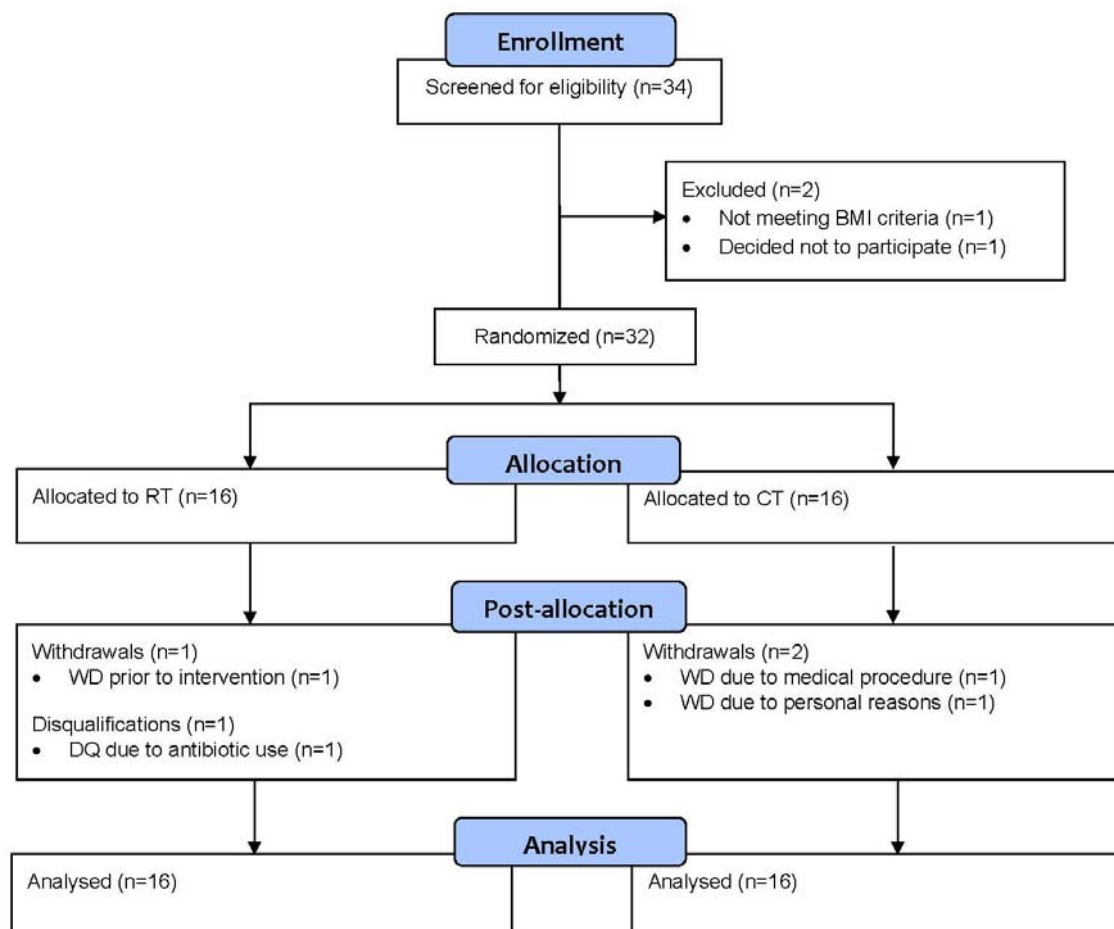 Enrollment
Screened for eligibility (n=34)
Excluded (n=2)
• Not meeting BMI criteria (n=1)
• Decided not to participate (n=1)
Randomized (n=32)
Allocation
Allocated to RT (n=16)
Allocated to CT (n=16)
Post-allocation
Withdrawals (n=1)
• WD prior to intervention (n=1)
Disqualifications (n=1)
• DQ due to antibiotic use (n=1)
Withdrawals (n=2)
• WD due to medical procedure (n=1)
• WD due to personal reasons (n=1)
Analysis
Analysed (n=16)
Analysed (n=16)